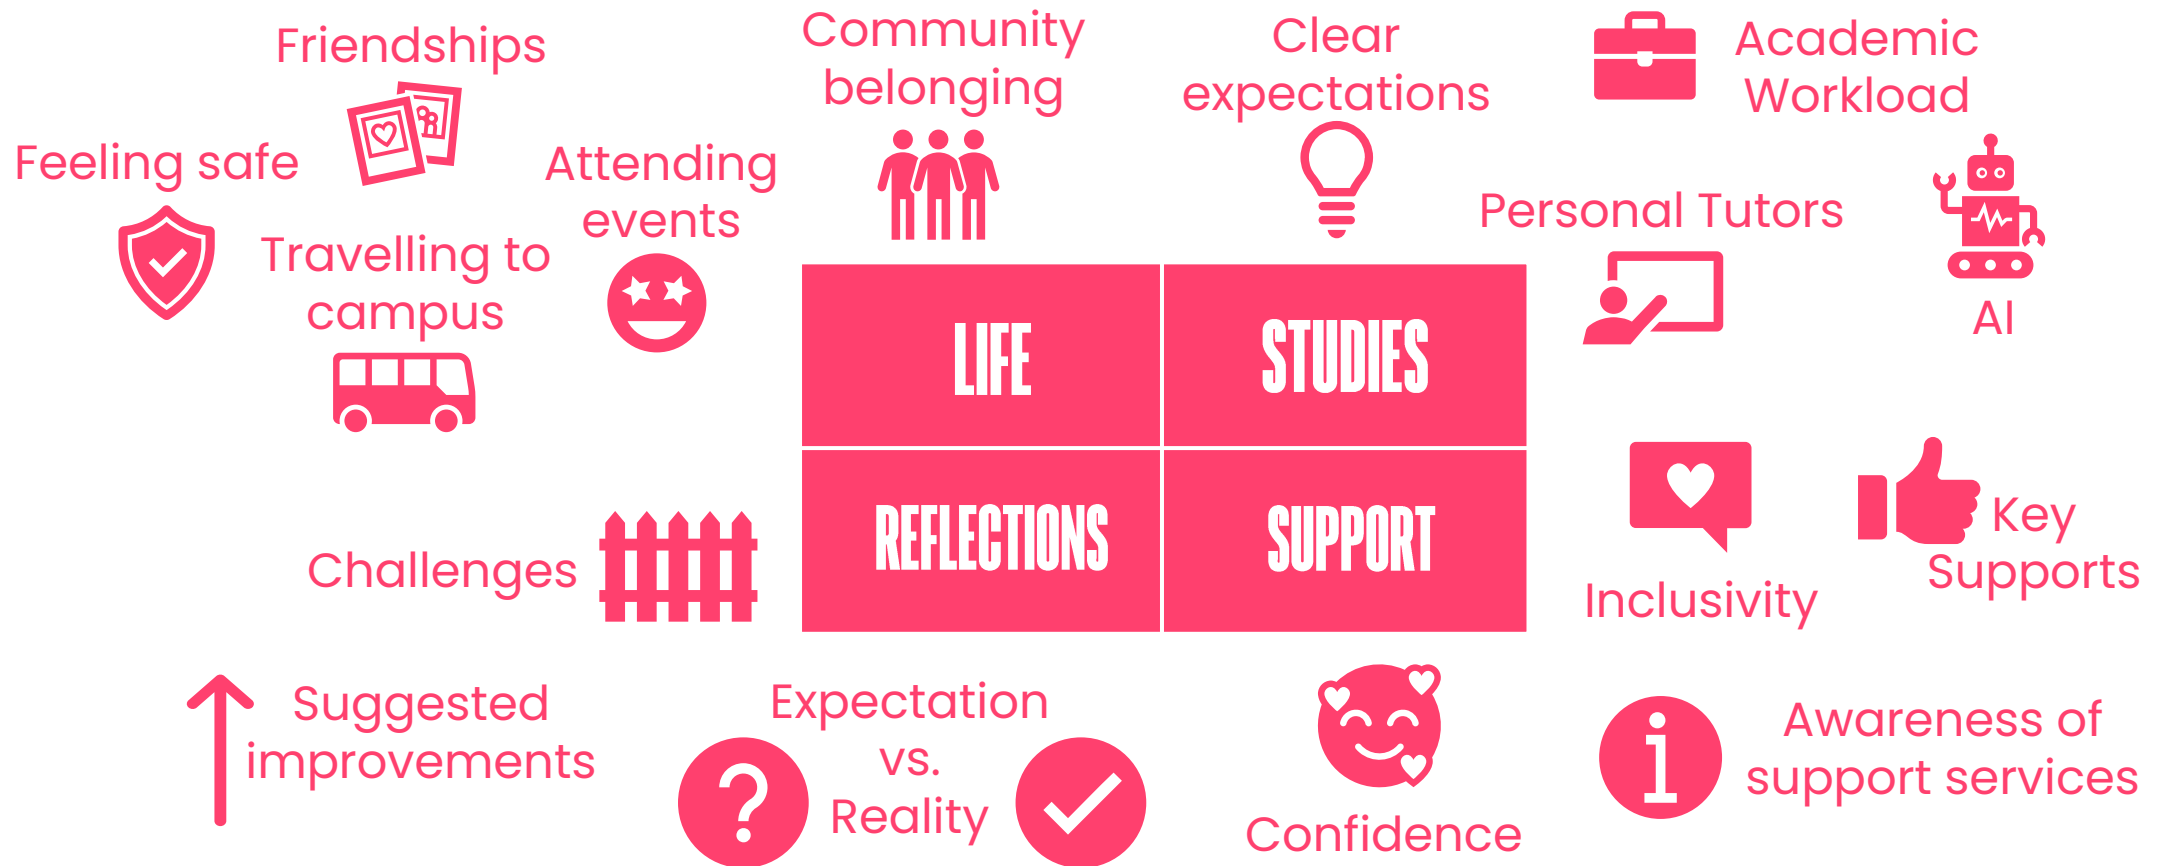 Friendships
Feeling safe
Travelling to
campus
Attending
events
Community
belonging
Clear
expectations
Academic
Workload
Personal Tutors
AI
LIFE
STUDIES
REFLECTIONS
SUPPORT
Challenges
Suggested
improvements
Expectation
vs.
Reality
Inclusivity
Key
Supports
Confidence
Awareness of
support services